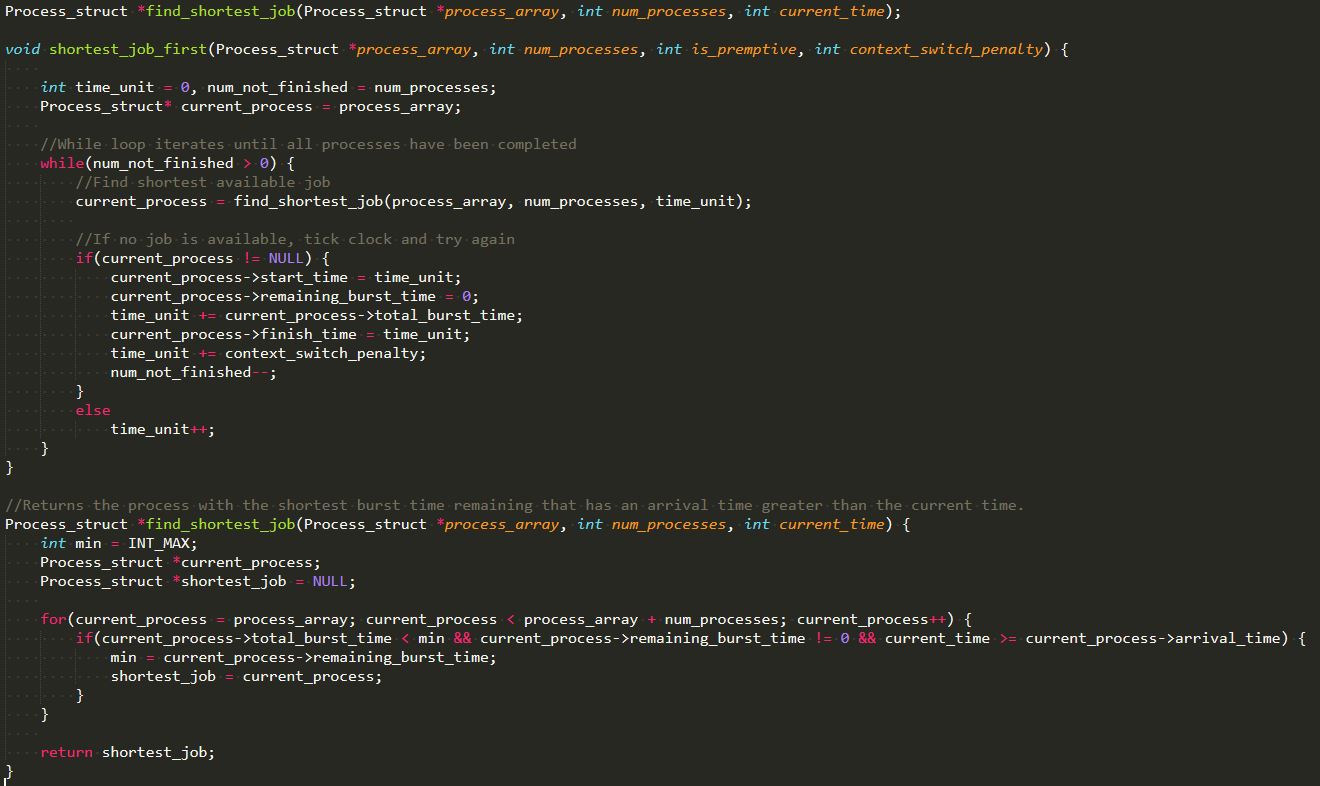 Process_struct *find_shortest_job(Process_struct *process_array, int num_processes, int current_time);
void shortest_job_first(Process_struct *process_array, int num_processes, int is_premptive, int context_switch_penalty) {
int time_unit = 0, num_not_finished = num_processes;
Process_struct* current_process = process_array;
//While loop iterates until all processes have been completed
while(num_not_finished > 0) {
//Find shortest available job
current_process = find_shortest_job(process_array, num_processes, time_unit);
//If no job is available, tick clock and try again
if(current_process != NULL) {
current_process->start_time = time_unit;
current_process->remaining_burst_time = 0;
time_unit += current_process->total_burst_time;
current_process->finish_time = time_unit;
time_unit += context_switch_penalty;
num_not_finished--;
}
else
time_unit++;
}
}
//Returns the process with the shortest burst time remaining that has an arrival time greater than the current time.
Process_struct *find_shortest_job(Process_struct *process_array, int num_processes, int current_time) {
int min = INT_MAX;
Process_struct *current_process;
Process_struct *shortest_job = NULL;
for(current_process = process_array; current_process < process_array + num_processes; current_process++) {
if(current_process->total_burst_time < min && current_process->remaining_burst_time != 0 && current_time >= current_process->arrival_time) {
min = current_process->remaining_burst_time;
shortest_job = current_process;
}
}
return shortest_job;
}